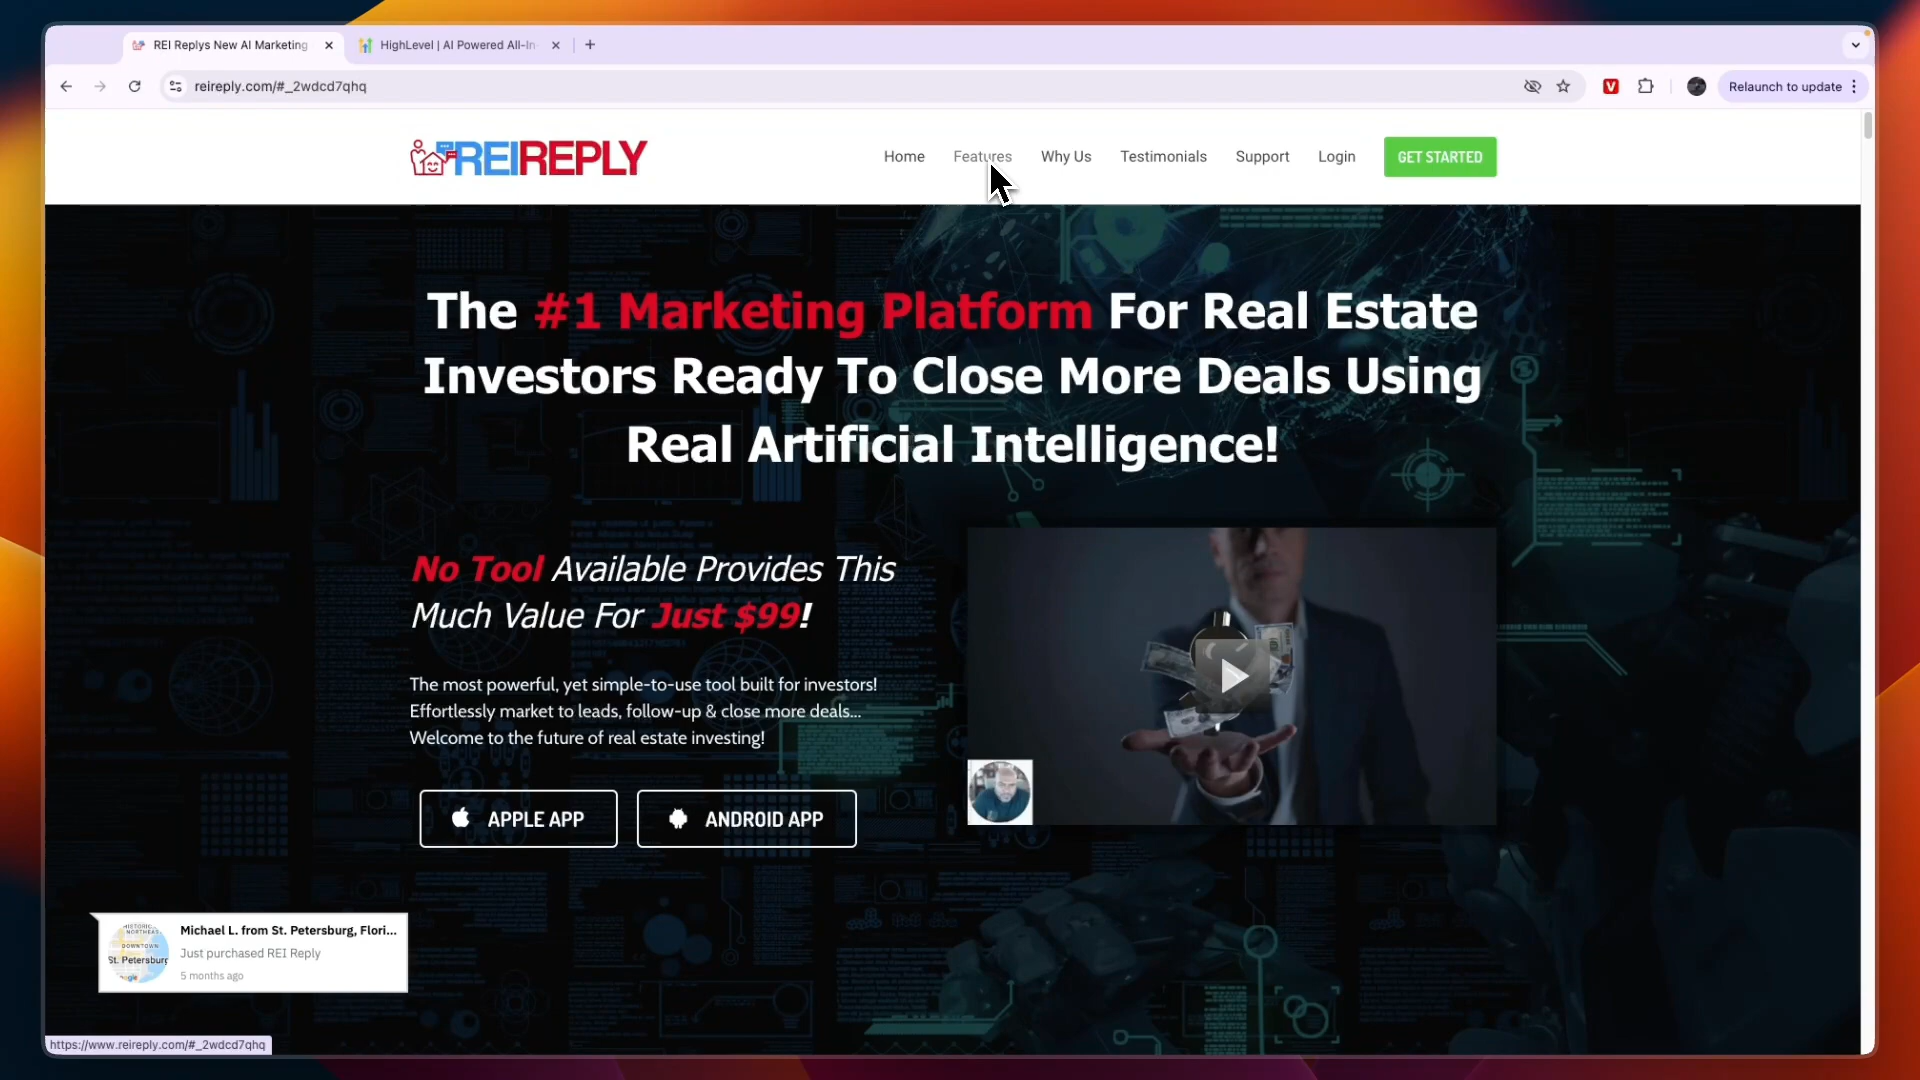 REI Replys New AI Marketing
HighLevel | AI Powered All-In-
reireply.com/#_2wdcd7qhq
Relaunch to update
REIREPLY
Home
Features
Why Us
Testimonials
Support
Login
GET STARTED
The #1 Marketing Platform For Real Estate
Investors Ready To Close More Deals Using
Real Artificial Intelligence!
No Tool Available Provides This
Much Value For Just $99!
The most powerful, yet simple-to-use tool built for investors!
Effortlessly market to leads, follow-up & close more deals...
Welcome to the future of real estate investing!
APPLE APP
ANDROID APP
Michael L. from St. Petersburg, Flori...
Just purchased REI Reply
5 months ago
DOWNTOWN
St. Petersburg
https://www.reireply.com/#_2wdcd7qhq